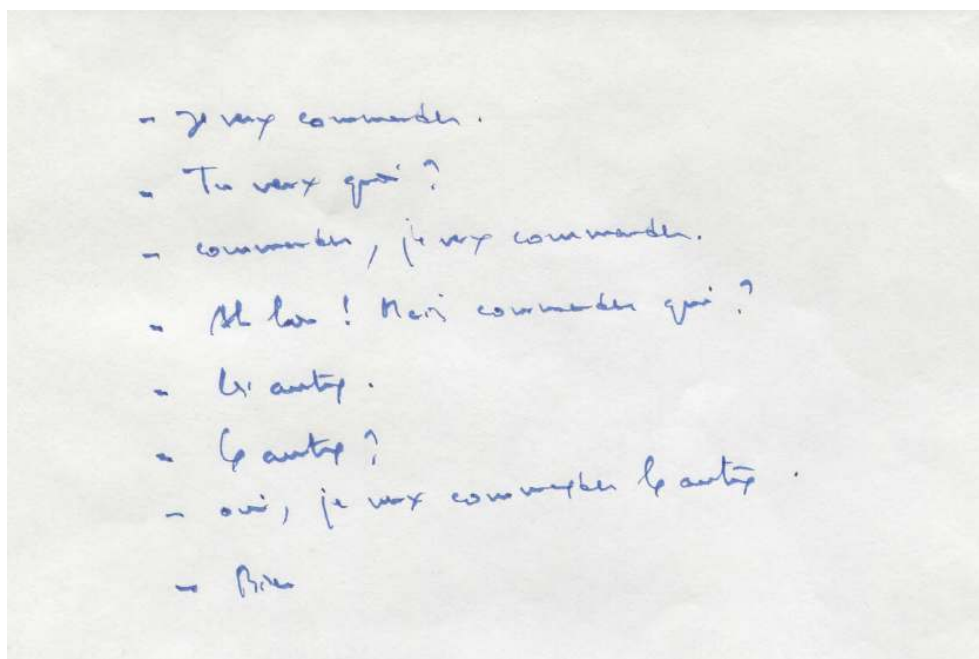 - Je veux commander.
- Tu veux quoi ?
- commander, je veux commander.
- Ah bon ! Mais commander qui ?
- Les autres.
- Les autres ?
- oui, je veux commander les autres.
- Bien